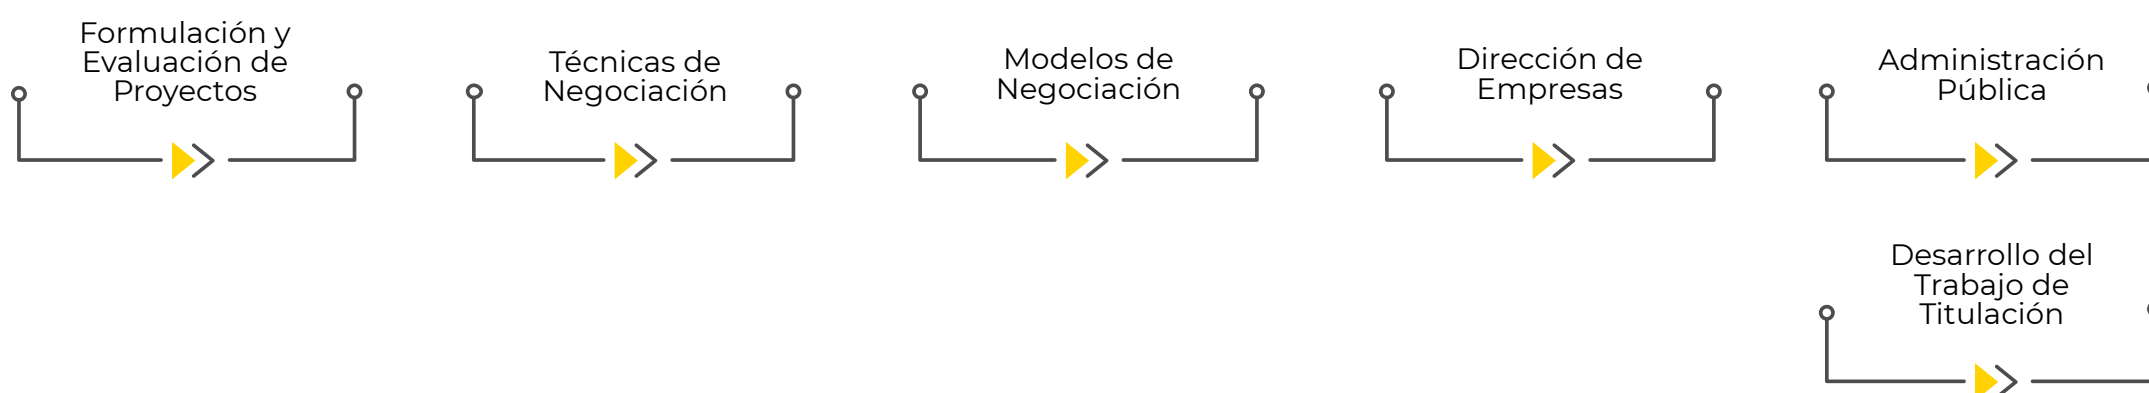 Formulación y
Evaluación de
Proyectos
Técnicas de
Negociación
Modelos de
Negociación
Dirección de
Empresas
Administración
Pública
Desarrollo del
Trabajo de
Titulación